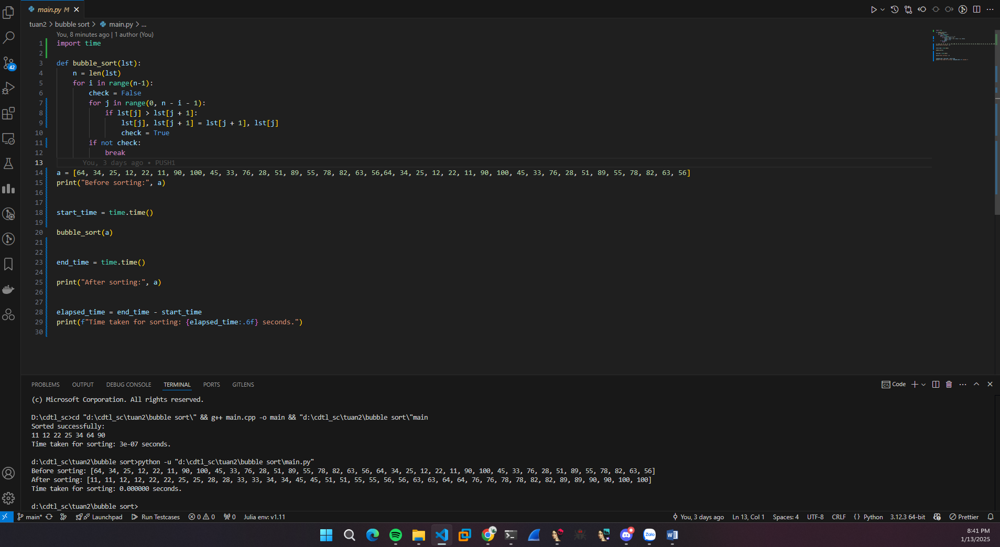 main.py M
tuan2 > bubble sort > main.py > ...
You, 8 minutes ago | 1 author (You)
1 import time
2
3 def bubble_sort(lst):
4     n = len(lst)
5     for i in range(n-1):
6         check = False
7         for j in range(0, n - i - 1):
8             if lst[j] > lst[j + 1]:
9                 lst[j], lst[j + 1] = lst[j + 1], lst[j]
10                 check = True
11         if not check:
12             break
13 You, 3 days ago • PUSH1
14 a = [64, 34, 25, 12, 22, 11, 90, 100, 45, 33, 76, 28, 51, 89, 55, 78, 82, 63, 56,64, 34, 25, 12, 22, 11, 90, 100, 45, 33, 76, 28, 51, 89, 55, 78, 82, 63, 56]
15 print("Before sorting:", a)
16
17
18 start_time = time.time()
19
20 bubble_sort(a)
21
22
23 end_time = time.time()
24
25 print("After sorting:", a)
26
27
28 elapsed_time = end_time - start_time
29 print(f"Time taken for sorting: {elapsed_time:.6f} seconds.")
30
42
PROBLEMS OUTPUT DEBUG CONSOLE TERMINAL PORTS GITLENS
Code
(c) Microsoft Corporation. All rights reserved.
D:\cdtl_sc>cd "d:\cdtl_sc\tuan2\bubble sort\" && g++ main.cpp -o main && "d:\cdtl_sc\tuan2\bubble sort\"main
Sorted successfully:
11 12 22 25 34 64 90
Time taken for sorting: 3e-07 seconds.
d:\cdtl_sc\tuan2\bubble sort>python -u "d:\cdtl_sc\tuan2\bubble sort\main.py"
Before sorting: [64, 34, 25, 12, 22, 11, 90, 100, 45, 33, 76, 28, 51, 89, 55, 78, 82, 63, 56, 64, 34, 25, 12, 22, 11, 90, 100, 45, 33, 76, 28, 51, 89, 55, 78, 82, 63, 56]
After sorting: [11, 11, 12, 12, 22, 22, 25, 25, 28, 28, 33, 33, 34, 34, 45, 45, 51, 51, 55, 55, 56, 56, 63, 63, 64, 64, 76, 76, 78, 78, 82, 82, 89, 89, 90, 90, 100, 100]
Time taken for sorting: 0.000000 seconds.
d:\cdtl_sc\tuan2\bubble sort>
main* Launchpad Run Testcases 0 0 0 Julia env: v1.11 You, 3 days ago Ln 13, Col 1 Spaces: 4 UTF-8 CRLF {} Python 3.12.3 64-bit Prettier
Zalo
8:41 PM
1/13/2025